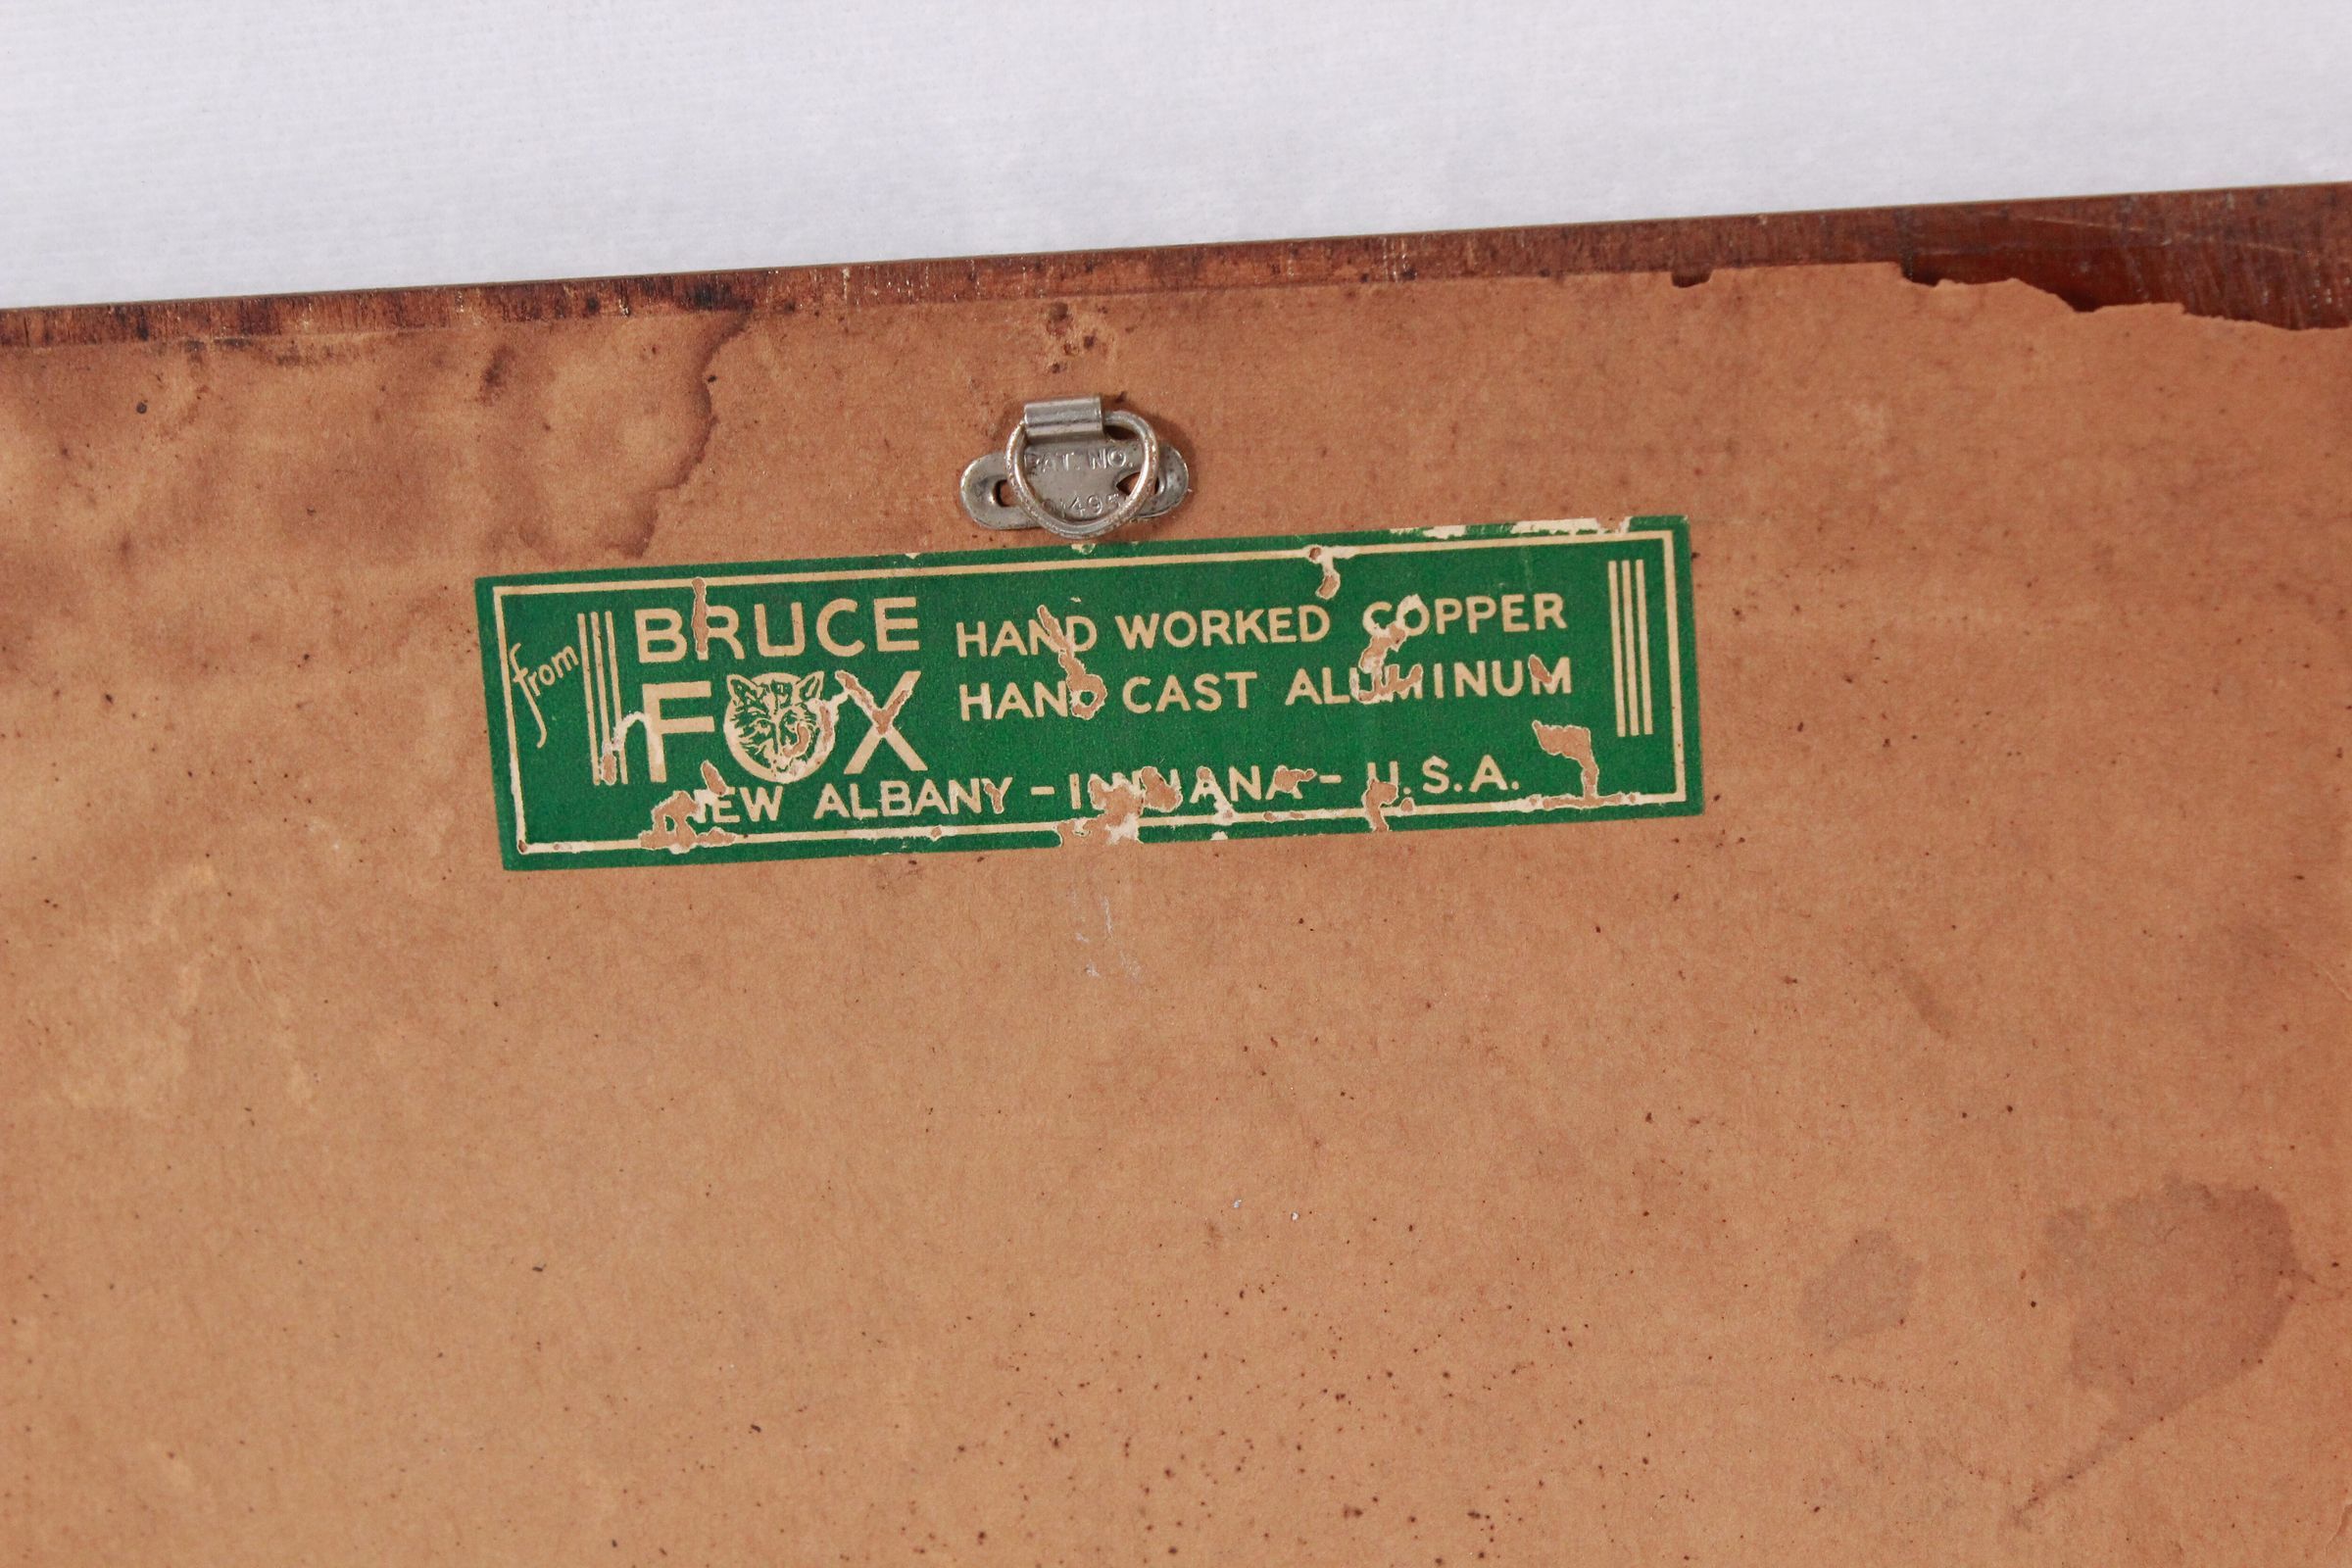 PAT. NO.
from
BRUCE
FOX
HAND WORKED COPPER
HAND CAST ALUMINUM
NEW ALBANY - INDIANA - U.S.A.